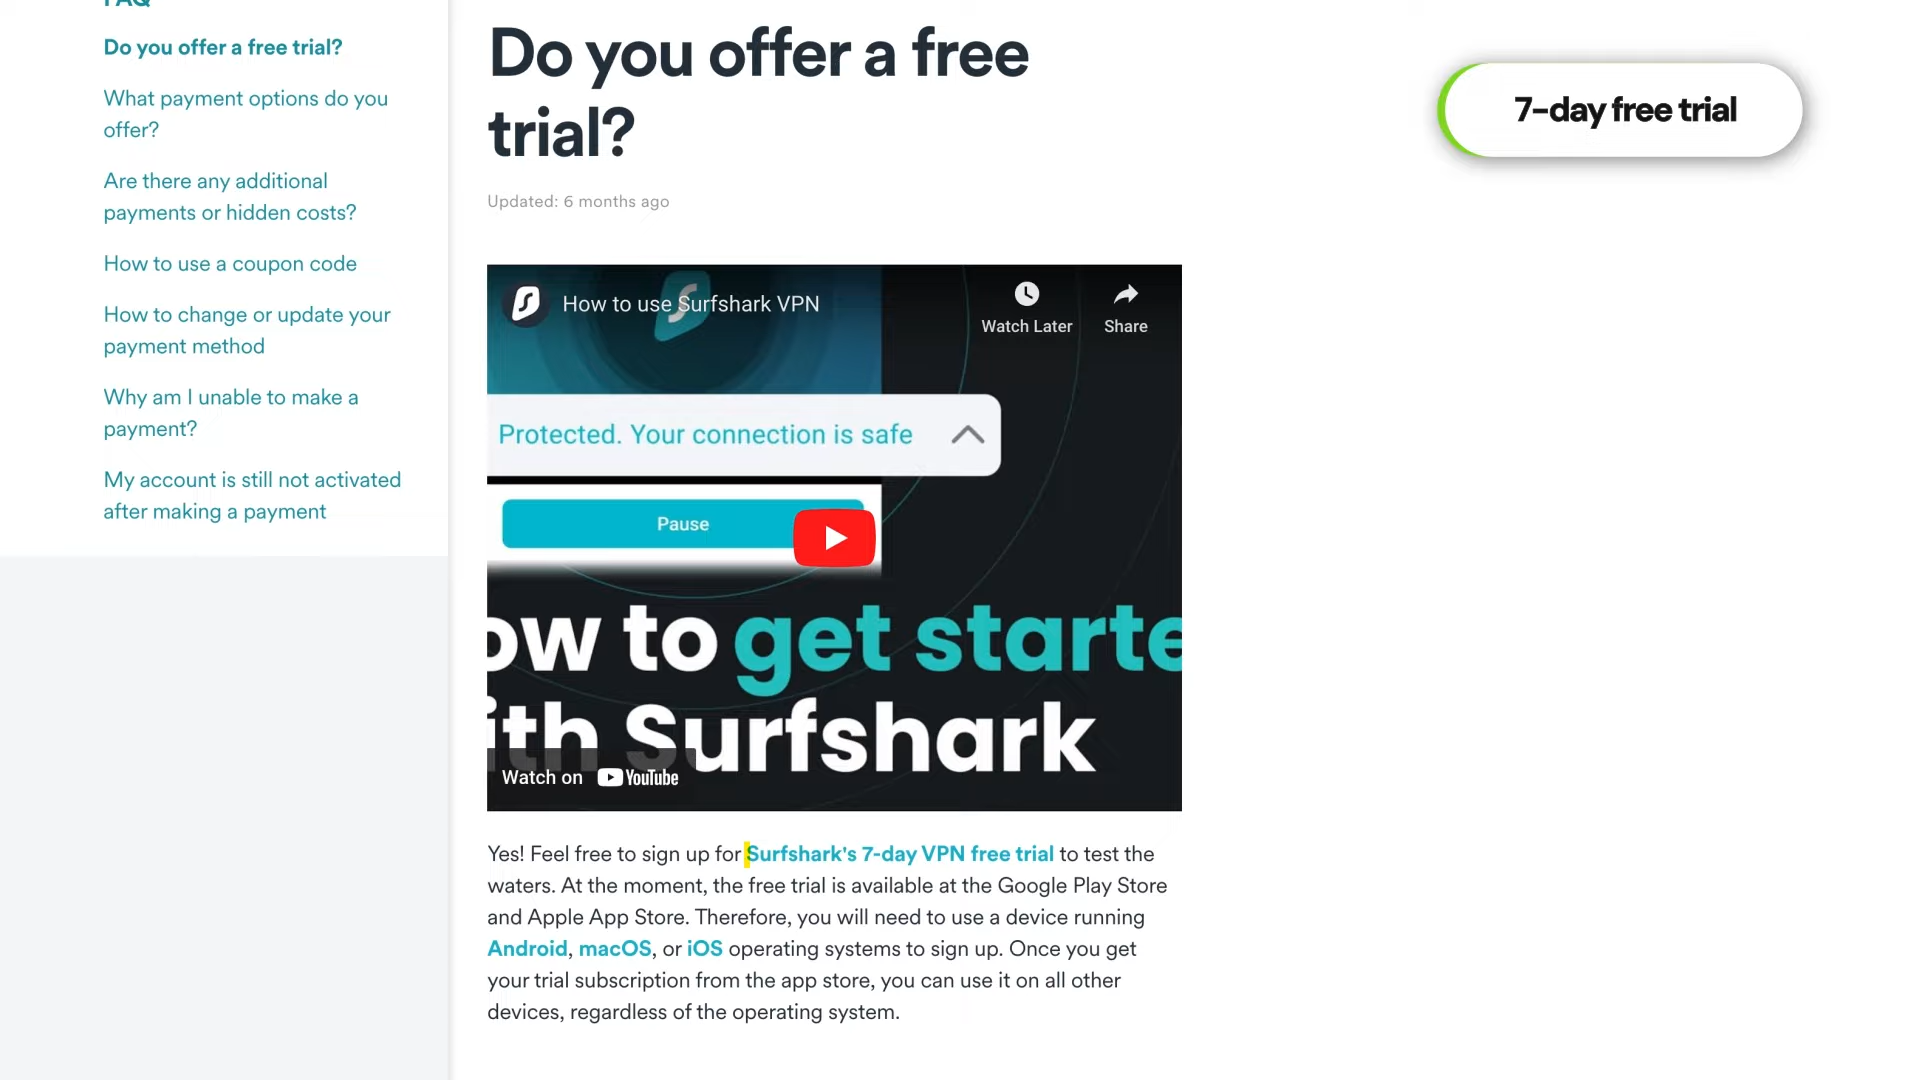 FAQ
Do you offer a free trial?
What payment options do you
offer?
Are there any additional
payments or hidden costs?
How to use a coupon code
How to change or update your
payment method
Why am I unable to make a
payment?
My account is still not activated
after making a payment
Do you offer a free
trial?
Updated: 6 months ago
How to use Surfshark VPN
Watch Later
Share
Protected. Your connection is safe
Pause
ow to get starte
ith Surfshark
Watch on YouTube
Yes! Feel free to sign up for Surfshark's 7-day VPN free trial to test the
waters. At the moment, the free trial is available at the Google Play Store
and Apple App Store. Therefore, you will need to use a device running
Android, macOS, or iOS operating systems to sign up. Once you get
your trial subscription from the app store, you can use it on all other
devices, regardless of the operating system.
7-day free trial